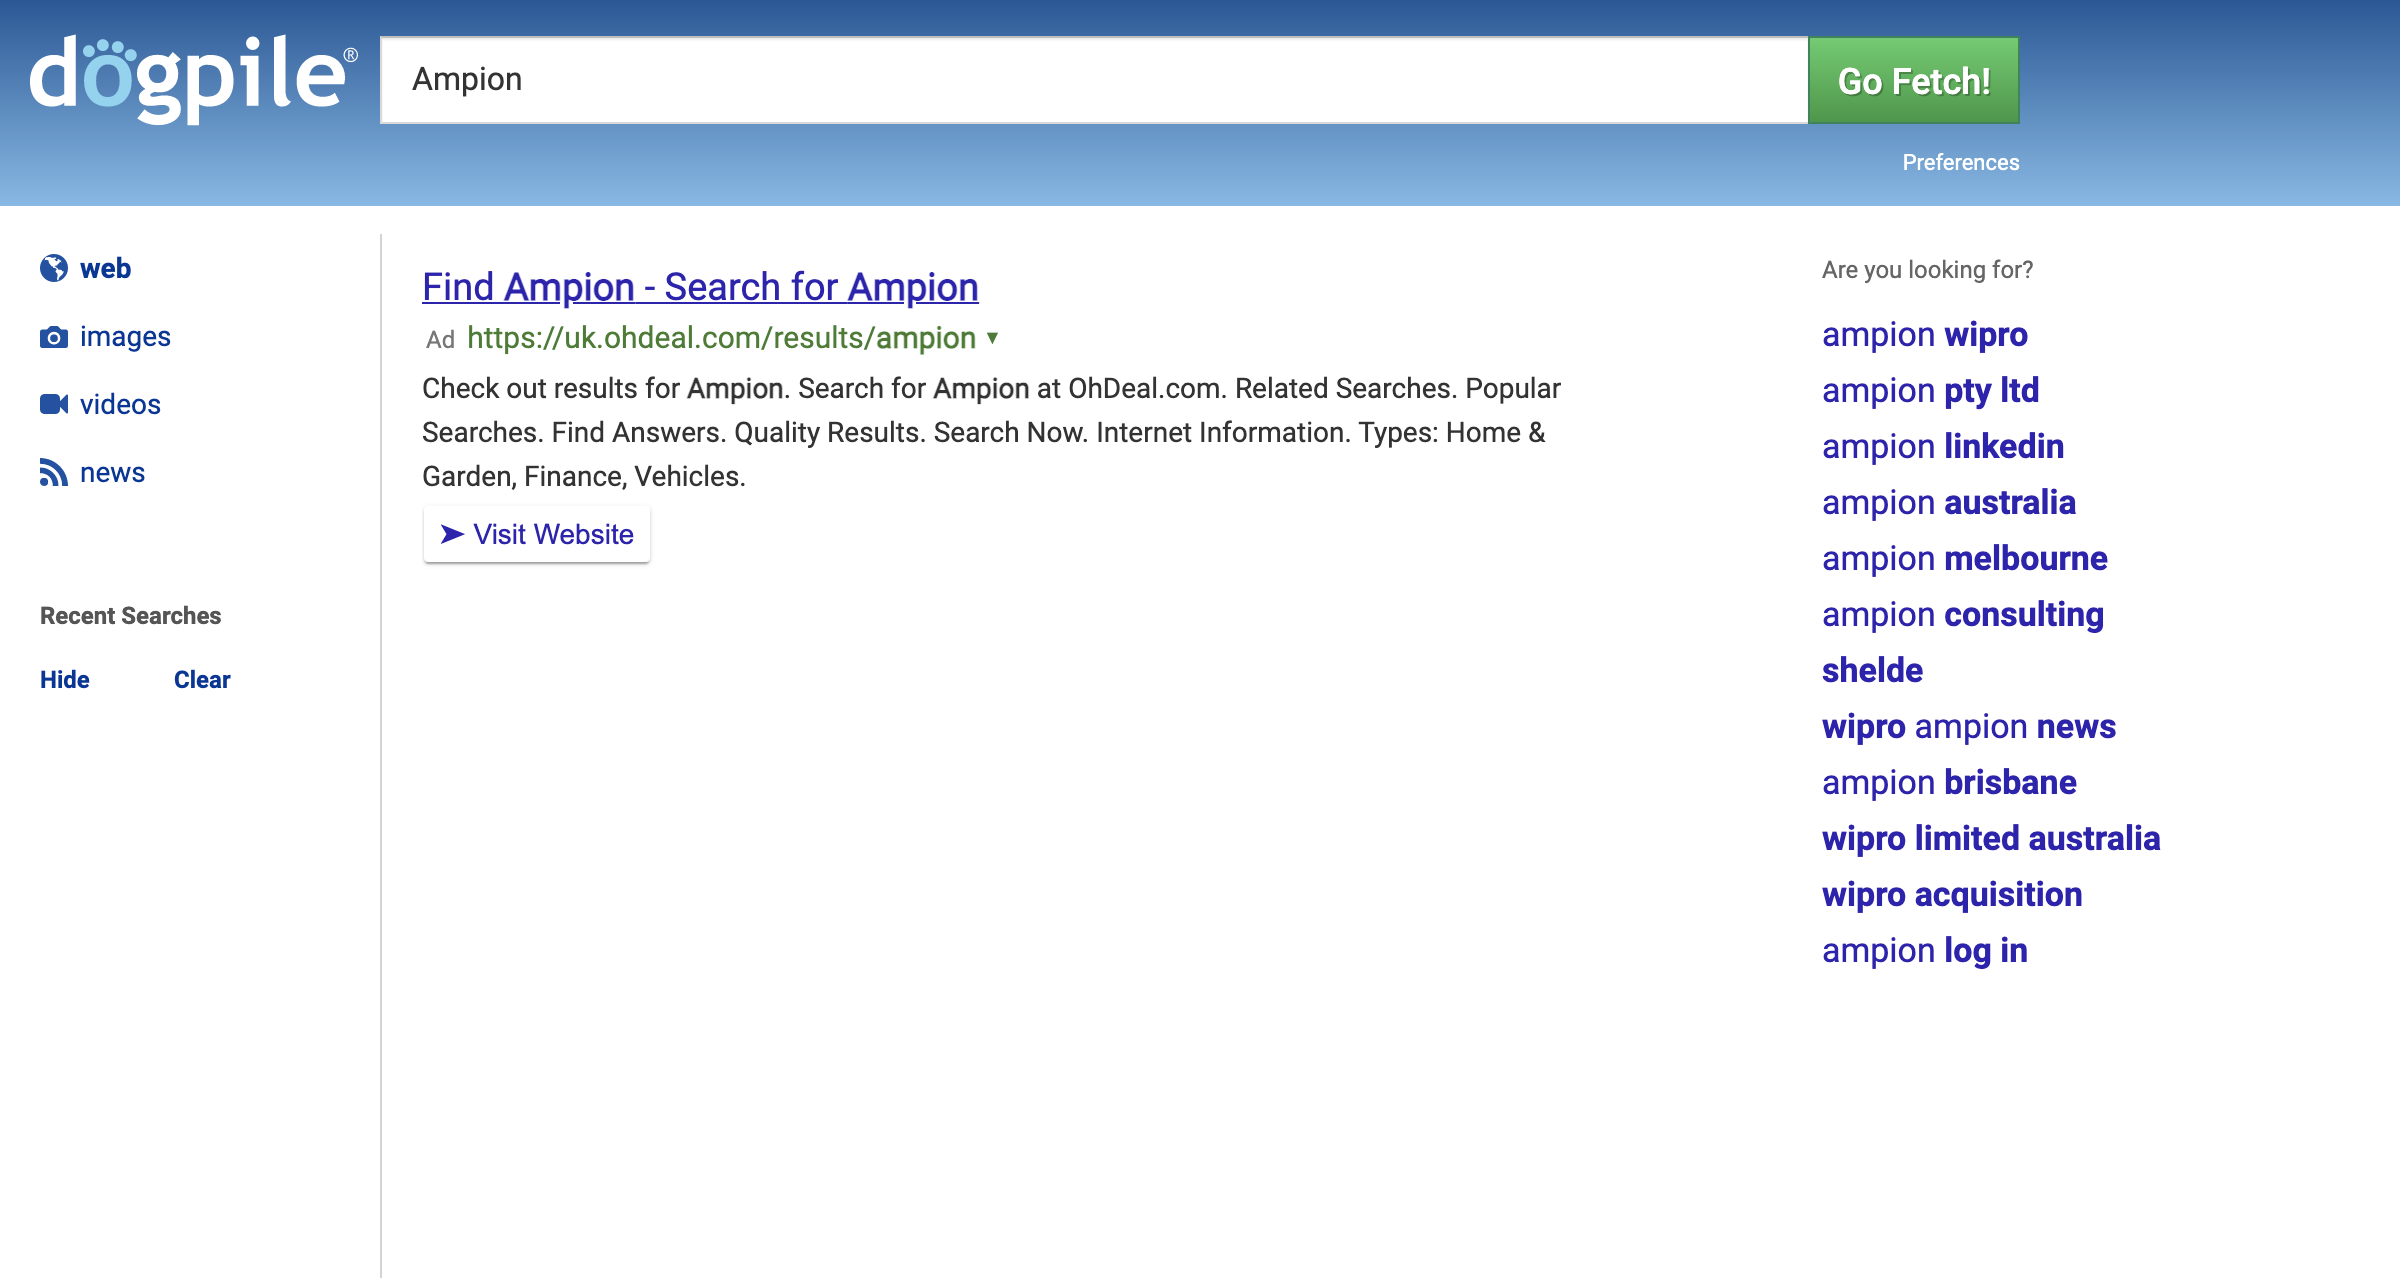 dogpile®
Ampion
Go Fetch!
Preferences
web
images
videos
news
Recent Searches
Hide Clear
Find Ampion - Search for Ampion
Ad https://uk.ohdeal.com/results/ampion ▼
Check out results for Ampion. Search for Ampion at OhDeal.com. Related Searches. Popular
Searches. Find Answers. Quality Results. Search Now. Internet Information. Types: Home &
Garden, Finance, Vehicles.
➤ Visit Website
Are you looking for?
ampion wipro
ampion pty ltd
ampion linkedin
ampion australia
ampion melbourne
ampion consulting
shelde
wipro ampion news
ampion brisbane
wipro limited australia
wipro acquisition
ampion log in